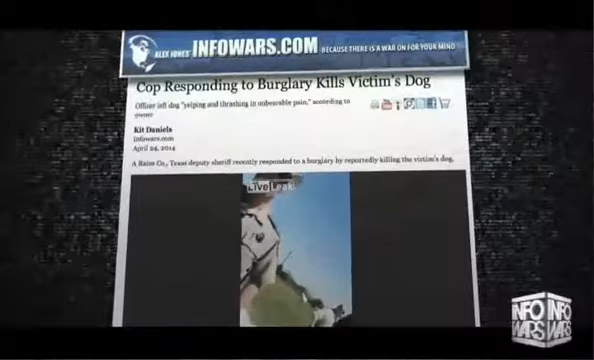 ALEX JONES' INFOWARS.COM BECAUSE THERE IS A WAR ON FOR YOUR MIND
Cop Responding to Burglary Kills Victim's Dog
Officer left dog "yelping and thrashing in unbearable pain," according to
owner
Kit Daniels
Infowars.com
April 24, 2014
A Rains Co., Texas deputy sheriff recently responded to a burglary by reportedly killing the victim's dog.
LiveLeak
INFO INFO
WARS WARS